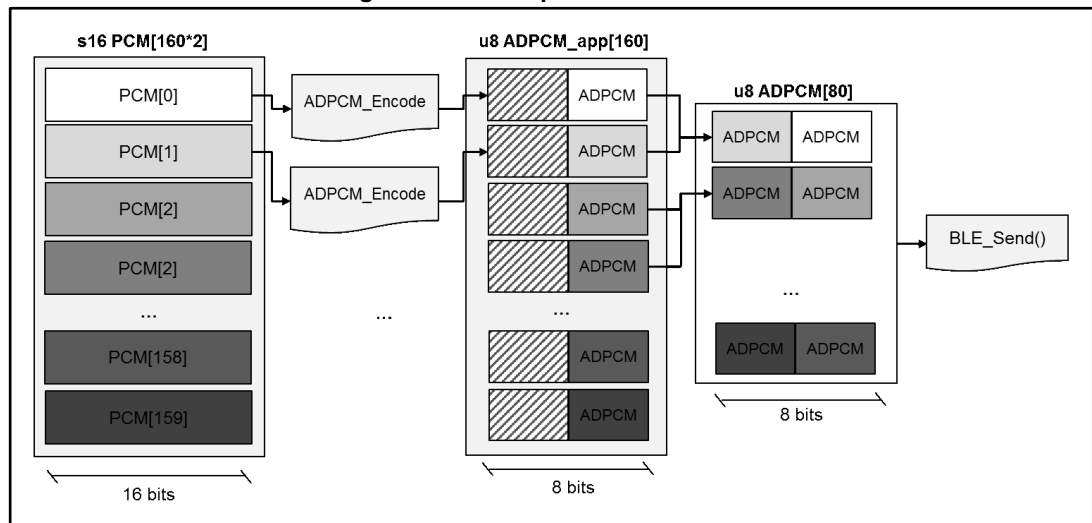 s16 PCM[160*2]
PCM[0]
PCM[1]
PCM[2]
PCM[2]
...
PCM[158]
PCM[159]
16 bits
ADPCM_Encode
ADPCM_Encode
...
u8 ADPCM_app[160]
ADPCM
ADPCM
ADPCM
ADPCM
...
ADPCM
ADPCM
8 bits
u8 ADPCM[80]
ADPCM ADPCM
ADPCM ADPCM
...
ADPCM ADPCM
8 bits
BLE_Send()